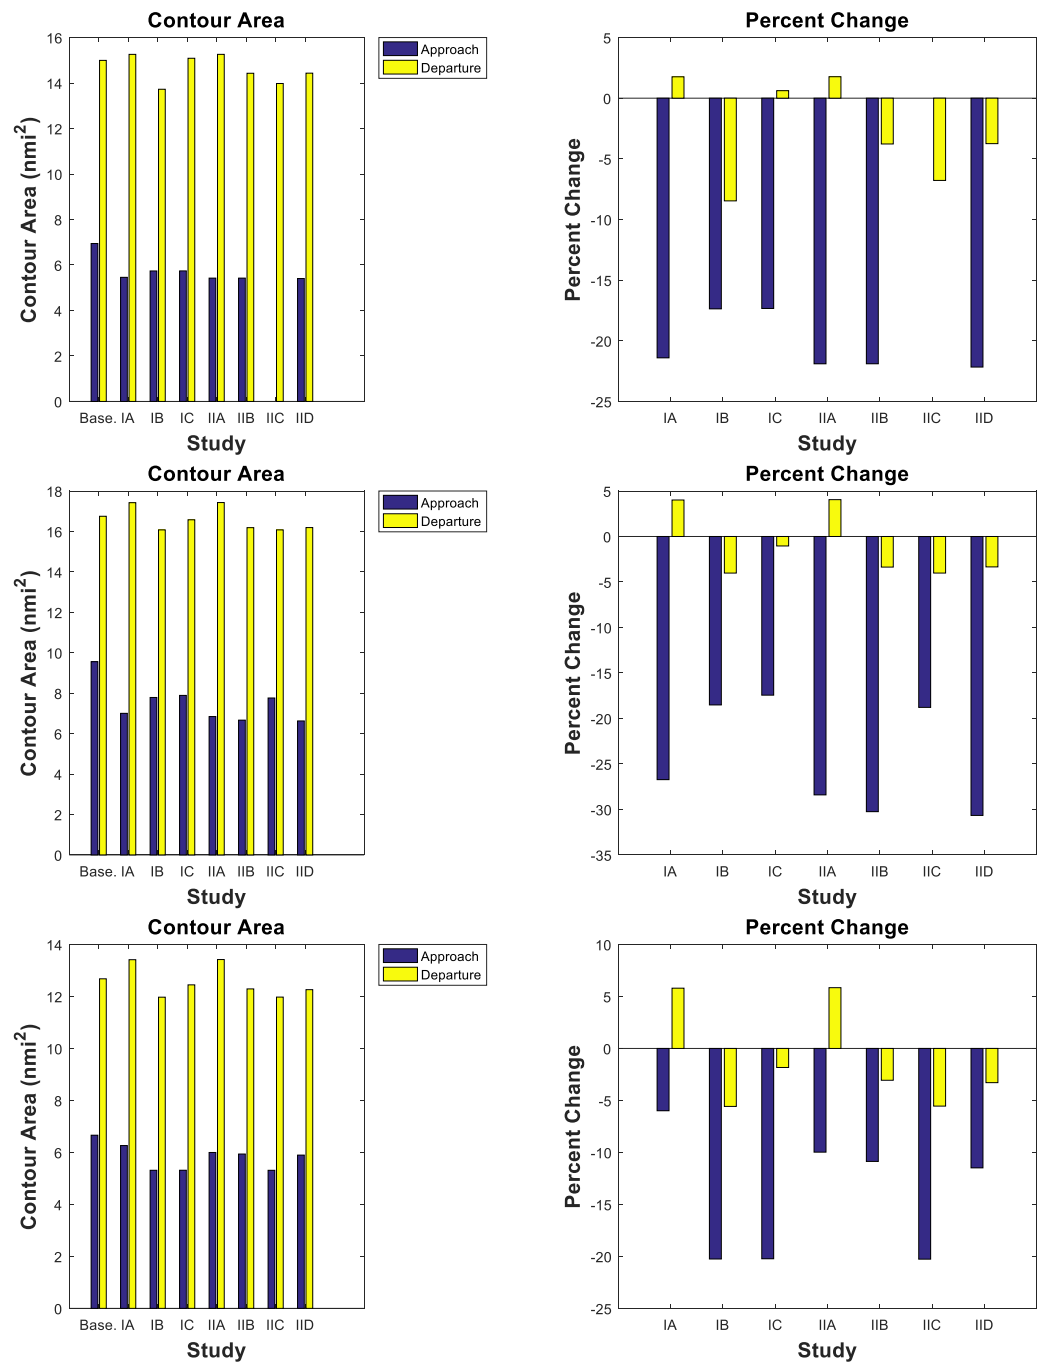 Contour Area
16
14
12
10
8
6
4
2
0
Contour Area (nmi²)
Base. IA IB IC IIA IIB IIC IID
Study
Approach
Departure
Percent Change
5
0
-5
-10
-15
-20
-25
Percent Change
IA IB IC IIA IIB IIC IID
Study
Contour Area
18
16
14
12
10
8
6
4
2
0
Contour Area (nmi²)
Base. IA IB IC IIA IIB IIC IID
Study
Approach
Departure
Percent Change
5
0
-5
-10
-15
-20
-25
-30
-35
Percent Change
IA IB IC IIA IIB IIC IID
Study
Contour Area
14
12
10
8
6
4
2
0
Contour Area (nmi²)
Base. IA IB IC IIA IIB IIC IID
Study
Approach
Departure
Percent Change
10
5
0
-5
-10
-15
-20
-25
Percent Change
IA IB IC IIA IIB IIC IID
Study